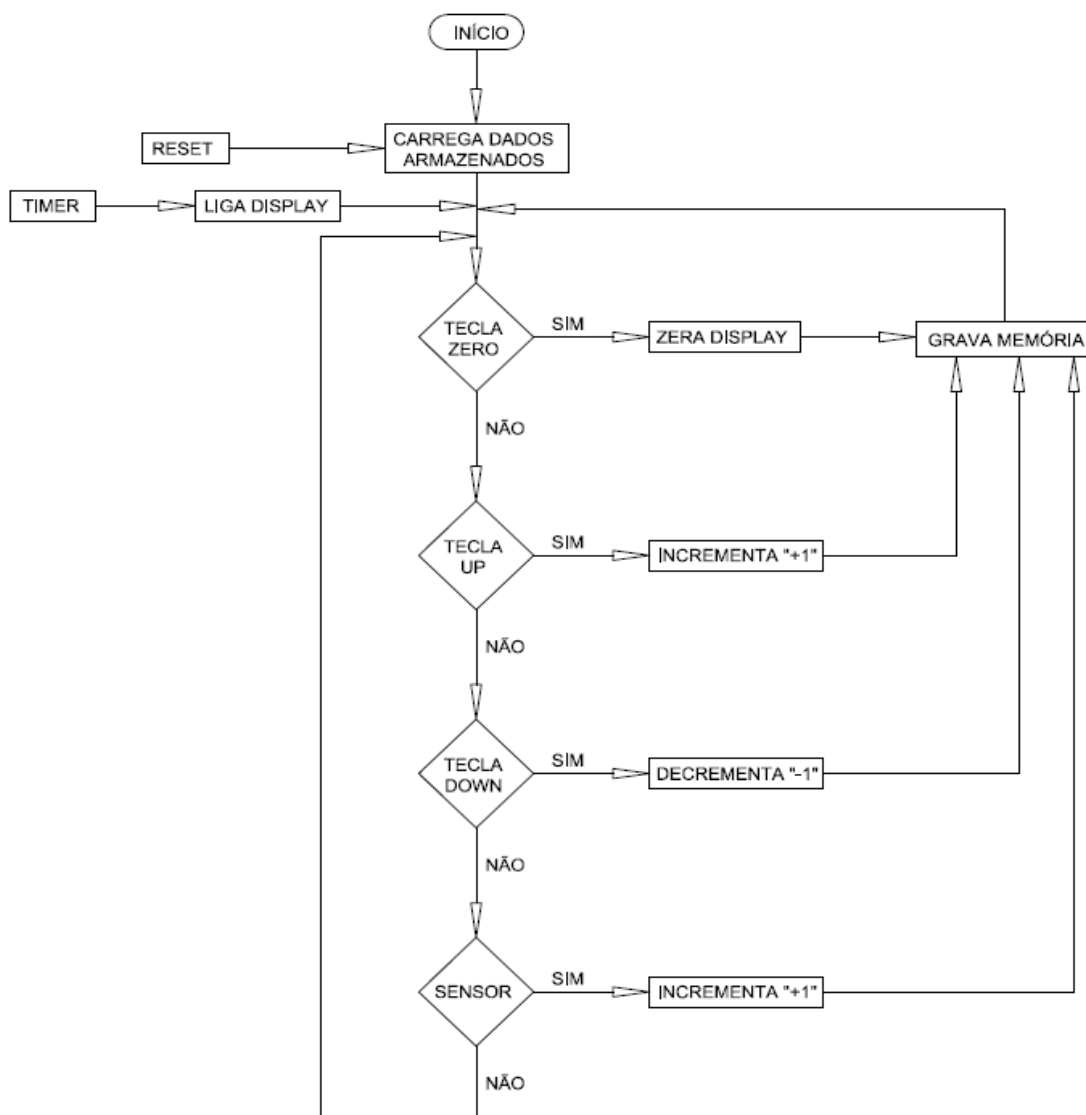 INÍCIO
CARREGA DADOS
ARMAZENADOS
RESET
TIMER
LIGA DISPLAY
TECLA
ZERO
SIM
ZERA DISPLAY
GRAVA MEMÓRIA
NÃO
TECLA
UP
SIM
INCREMENTA "+1"
NÃO
TECLA
DOWN
SIM
DECREMENTA "-1"
NÃO
SENSOR
SIM
INCREMENTA "+1"
NÃO